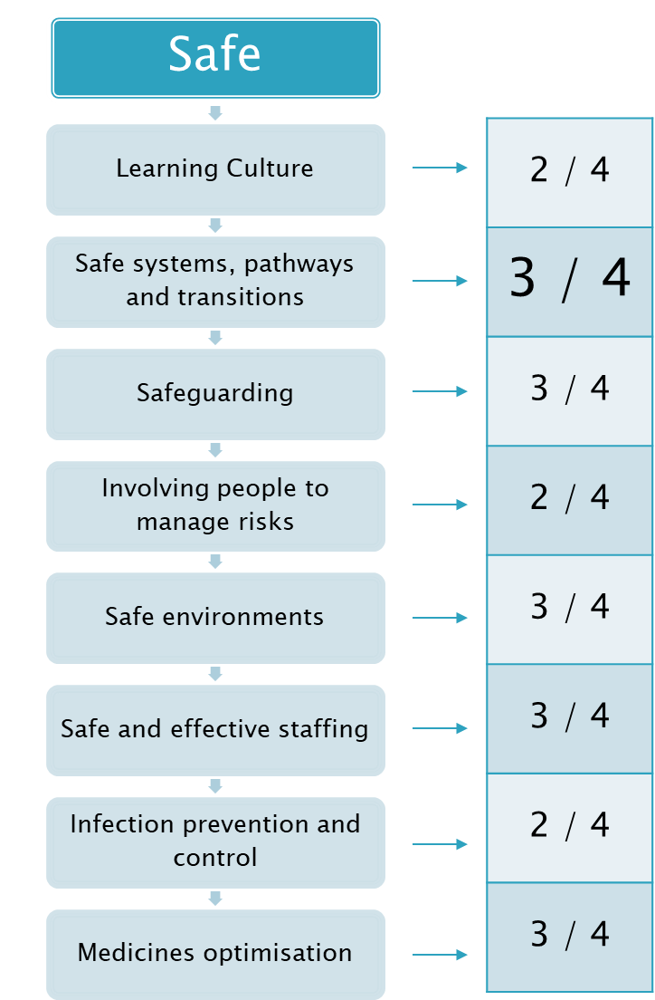 Safe
Learning Culture
2 / 4
Safe systems, pathways
and transitions
3 / 4
Safeguarding
3 / 4
Involving people to
manage risks
2 / 4
Safe environments
3 / 4
Safe and effective staffing
3 / 4
Infection prevention and
control
2 / 4
Medicines optimisation
3 / 4